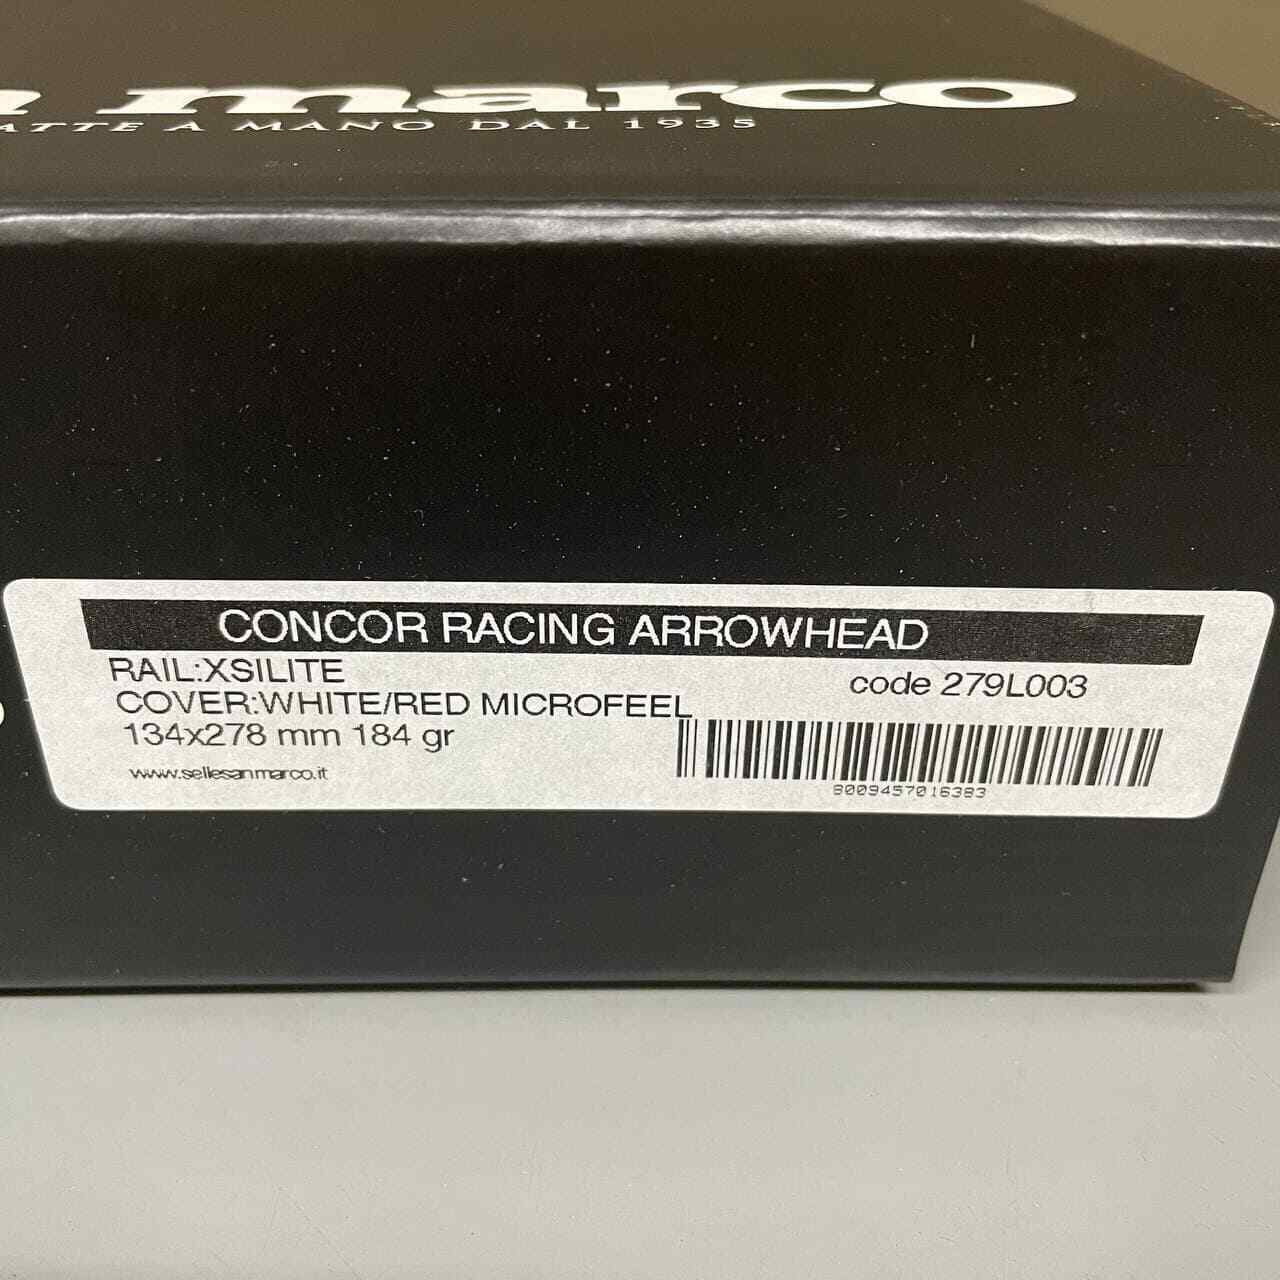 marco
ATTE A MANO DAL 1935
CONCOR RACING ARROWHEAD
RAIL:XSILITE
code 279L003
COVER:WHITE/RED MICROFEEL
134x278 mm 184 gr
www.sellesanmarco.it
8009457016383